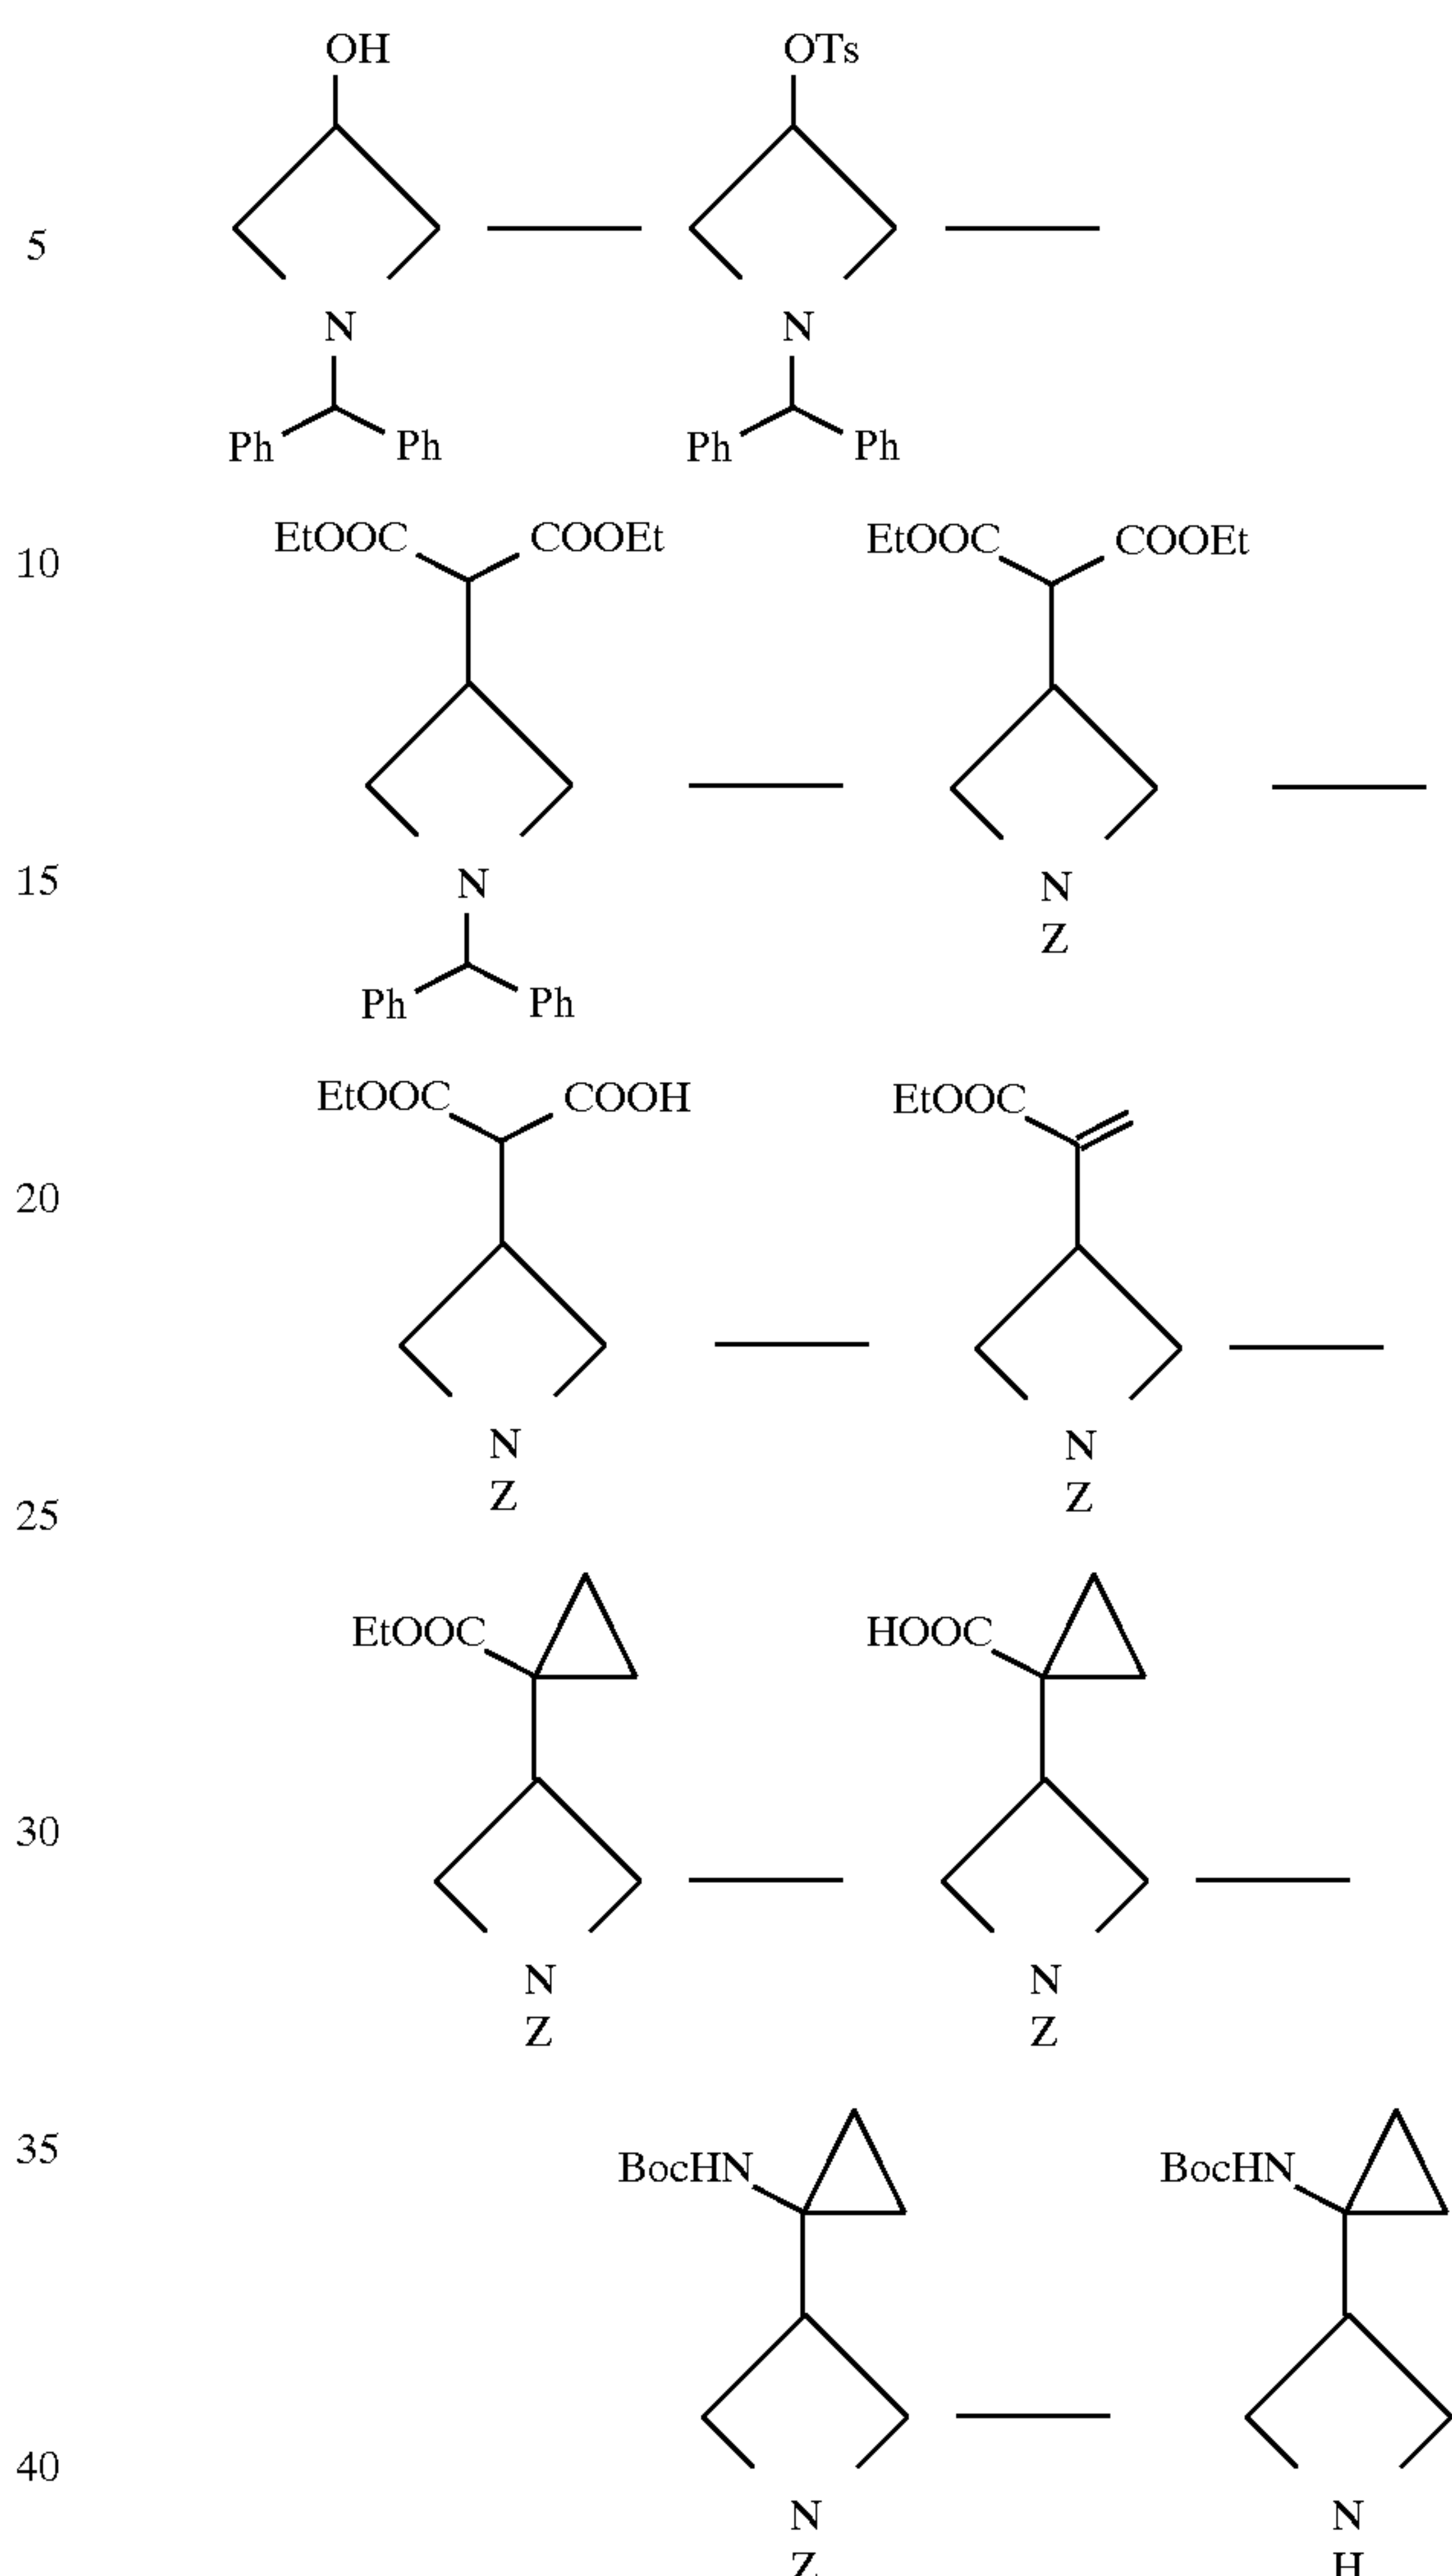 OH OTs
5
N N
Ph Ph Ph Ph
EtOOC COOEt EtOOC COOEt
10
15
N N
Z
Ph Ph
EtOOC COOH EtOOC
20
N N
Z Z
25
EtOOC HOOC
30
N N
Z Z
35
BocHN BocHN
40
N N
Z H